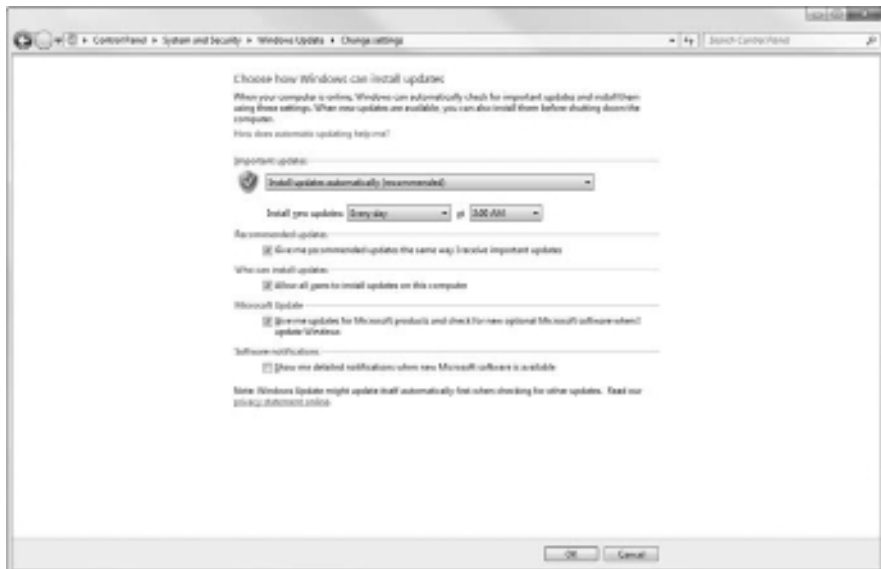 Control Panel ▸ System and Security ▸ Windows Update ▸ Change settings
Search Control Panel
Choose how Windows can install updates
When your computer is online, Windows can automatically check for important updates and install them
using these settings. When new updates are available, you can also install them before shutting down the
computer.
How does automatic updating help me?
Important updates
Install updates automatically (recommended)
Install new updates: Every day at 3:00 AM
Recommended updates
Give me recommended updates the same way I receive important updates
Who can install updates
Allow all users to install updates on this computer
Microsoft Update
Give me updates for Microsoft products and check for new optional Microsoft software when I
update Windows
Software notifications
Show me detailed notifications when new Microsoft software is available
Note: Windows Update might update itself automatically first when checking for other updates. Read our
privacy statement online.
OK Cancel